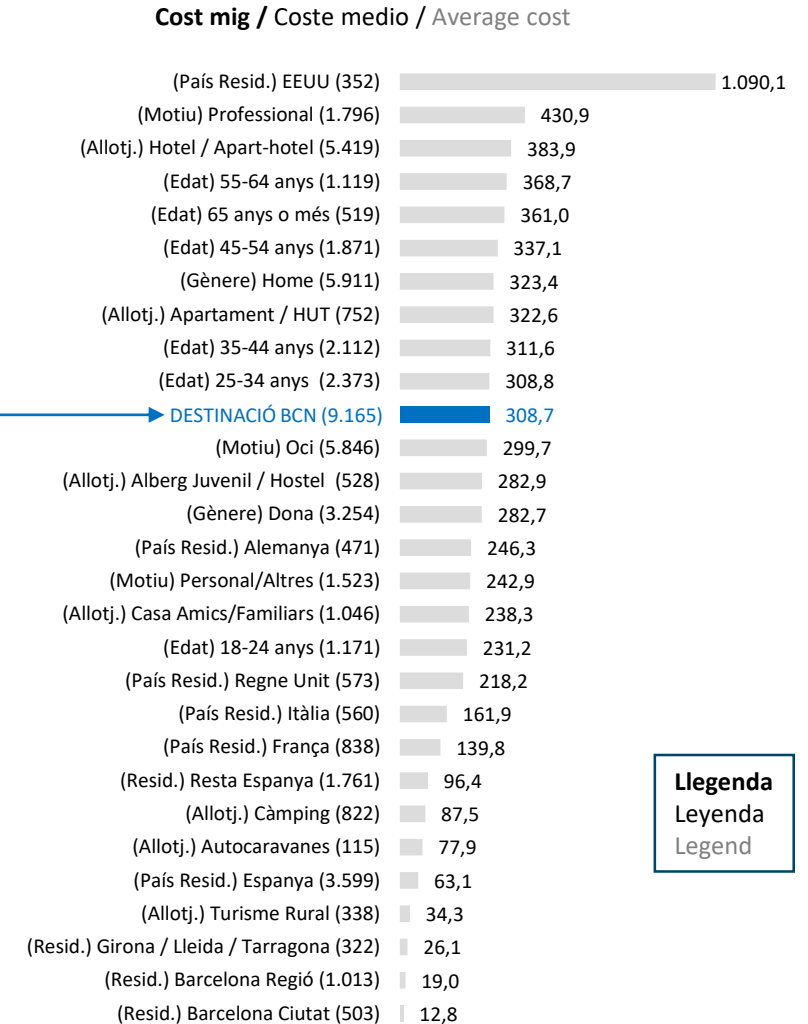 Cost mig / Coste medio / Average cost
(País Resid.) EEUU (352) 1.090,1
(Motiu) Professional (1.796) 430,9
(Allotj.) Hotel / Apart-hotel (5.419) 383,9
(Edat) 55-64 anys (1.119) 368,7
(Edat) 65 anys o més (519) 361,0
(Edat) 45-54 anys (1.871) 337,1
(Gènere) Home (5.911) 323,4
(Allotj.) Apartament / HUT (752) 322,6
(Edat) 35-44 anys (2.112) 311,6
(Edat) 25-34 anys (2.373) 308,8
DESTINACIÓ BCN (9.165) 308,7
(Motiu) Oci (5.846) 299,7
(Allotj.) Alberg Juvenil / Hostel (528) 282,9
(Gènere) Dona (3.254) 282,7
(País Resid.) Alemanya (471) 246,3
(Motiu) Personal/Altres (1.523) 242,9
(Allotj.) Casa Amics/Familiars (1.046) 238,3
(Edat) 18-24 anys (1.171) 231,2
(País Resid.) Regne Unit (573) 218,2
(País Resid.) Itàlia (560) 161,9
(País Resid.) França (838) 139,8
(Resid.) Resta Espanya (1.761) 96,4
(Allotj.) Càmping (822) 87,5
(Allotj.) Autocaravanes (115) 77,9
(País Resid.) Espanya (3.599) 63,1
(Allotj.) Turisme Rural (338) 34,3
(Resid.) Girona / Lleida / Tarragona (322) 26,1
(Resid.) Barcelona Regió (1.013) 19,0
(Resid.) Barcelona Ciutat (503) 12,8
Llegenda
Leyenda
Legend